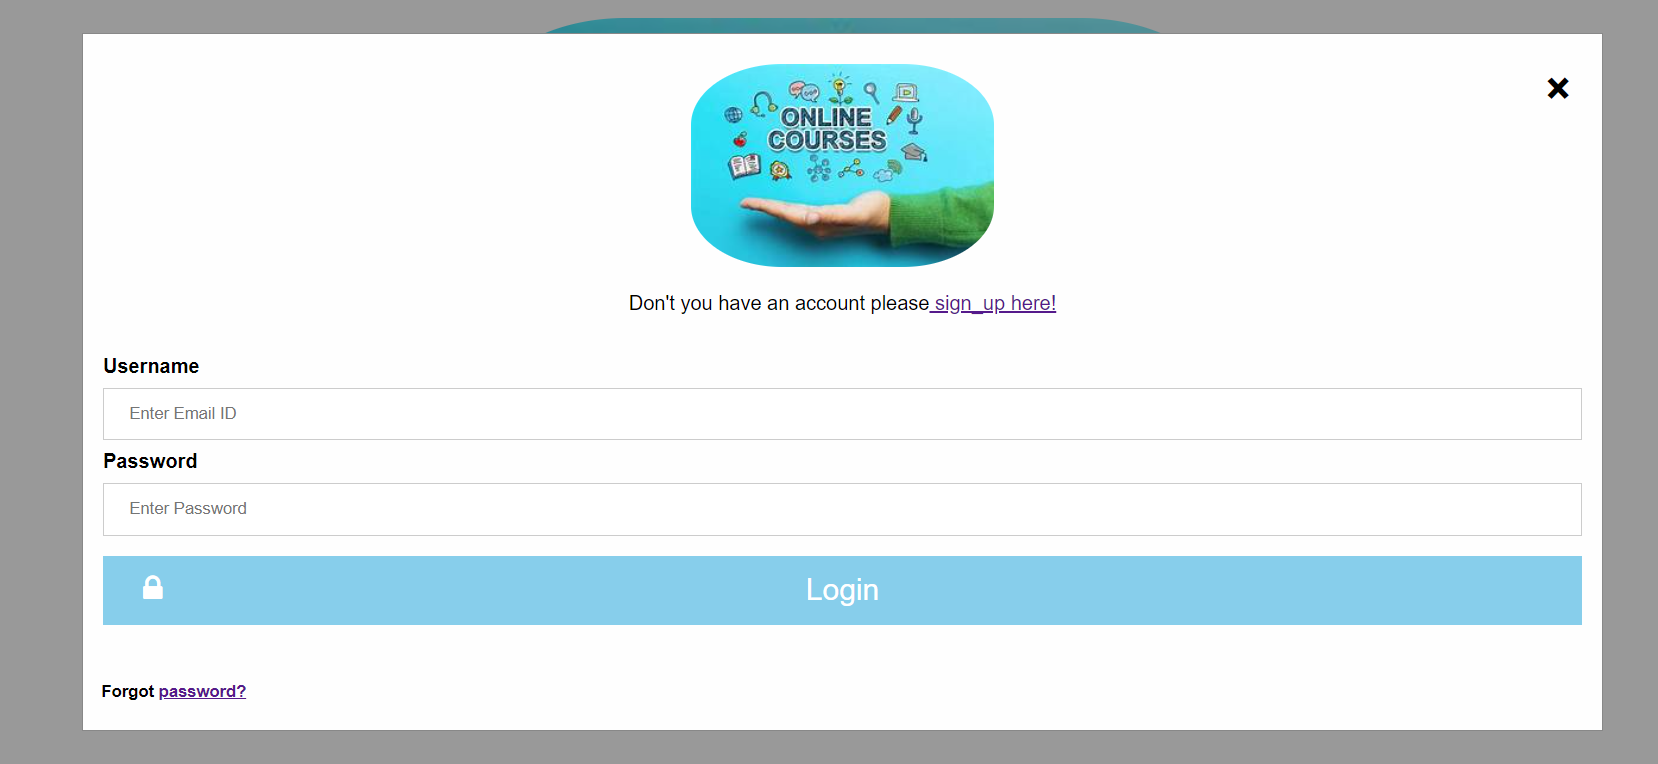 ONLINE
COURSES
Don't you have an account please sign_up here!
Username
Enter Email ID
Password
Enter Password
Login
Forgot password?